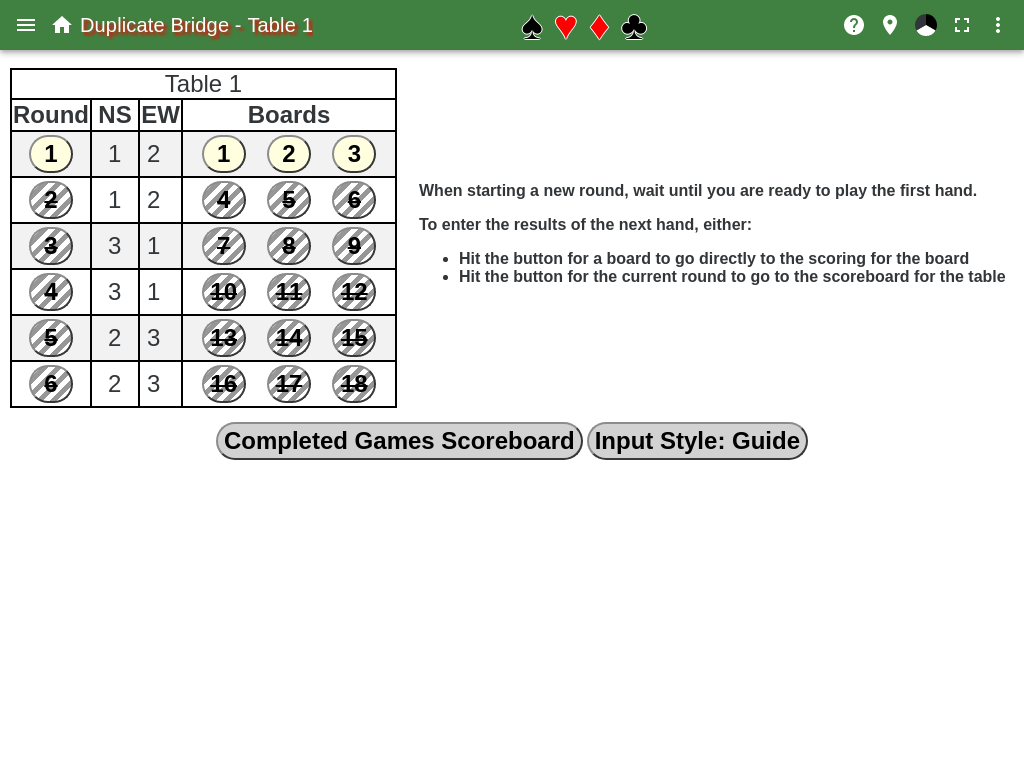 Duplicate Bridge - Table 1
Table 1
Round NS EW Boards
1 1 2 1 2 3
2 1 2 4 5 6
3 3 1 7 8 9
4 3 1 10 11 12
5 2 3 13 14 15
6 2 3 16 17 18
When starting a new round, wait until you are ready to play the first hand.
To enter the results of the next hand, either:
• Hit the button for a board to go directly to the scoring for the board
• Hit the button for the current round to go to the scoreboard for the table
Completed Games Scoreboard Input Style: Guide